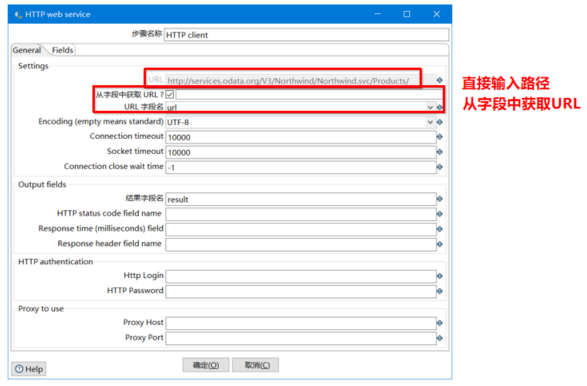 HTTP web service
步骤名称 HTTP client
General Fields
Settings
URL http://services.odata.org/V3/Northwind/Northwind.svc/Products/
从字段中获取 URL ?
URL 字段名 url
Encoding (empty means standard) UTF-8
Connection timeout 10000
Socket timeout 10000
Connection close wait time -1
Output fields
结果字段名 result
HTTP status code field name
Response time (milliseconds) field
Response header field name
HTTP authentication
Http Login
HTTP Password
Proxy to use
Proxy Host
Proxy Port
Help 确定(O) 取消(C)
直接输入路径
从字段中获取URL